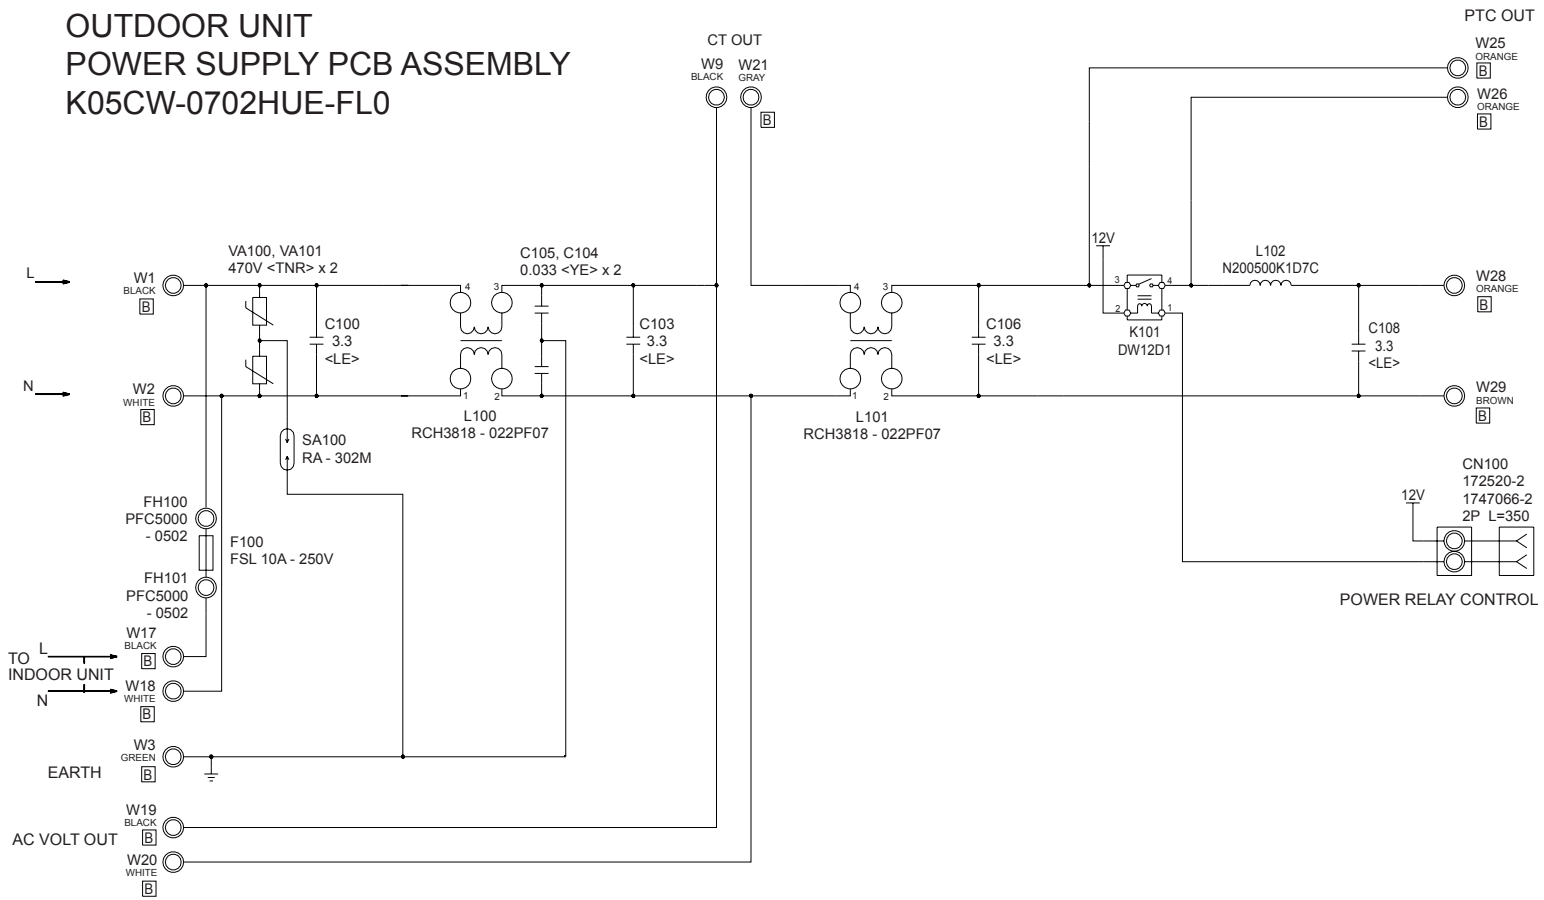 OUTDOOR UNIT
POWER SUPPLY PCB ASSEMBLY
K05CW-0702HUE-FL0
CT OUT
W9
BLACK
W21
GRAY
B
PTC OUT
W25
ORANGE
B
W26
ORANGE
B
L
W1
BLACK
B
VA100, VA101
470V <TNR> x 2
C100
3.3
<LE>
4
3
C105, C104
0.033 <YE> x 2
C103
3.3
<LE>
1
2
L100
RCH3818 - 022PF07
4
3
1
2
L101
RCH3818 - 022PF07
C106
3.3
<LE>
12V
3
4
2
1
K101
DW12D1
L102
N200500K1D7C
C108
3.3
<LE>
W28
ORANGE
B
W29
BROWN
B
N
W2
WHITE
B
SA100
RA - 302M
FH100
PFC5000
- 0502
F100
FSL 10A - 250V
FH101
PFC5000
- 0502
CN100
172520-2
1747066-2
2P L=350
12V
POWER RELAY CONTROL
TO
INDOOR UNIT
L
N
W17
BLACK
B
W18
WHITE
B
EARTH
W3
GREEN
B
AC VOLT OUT
W19
BLACK
B
W20
WHITE
B